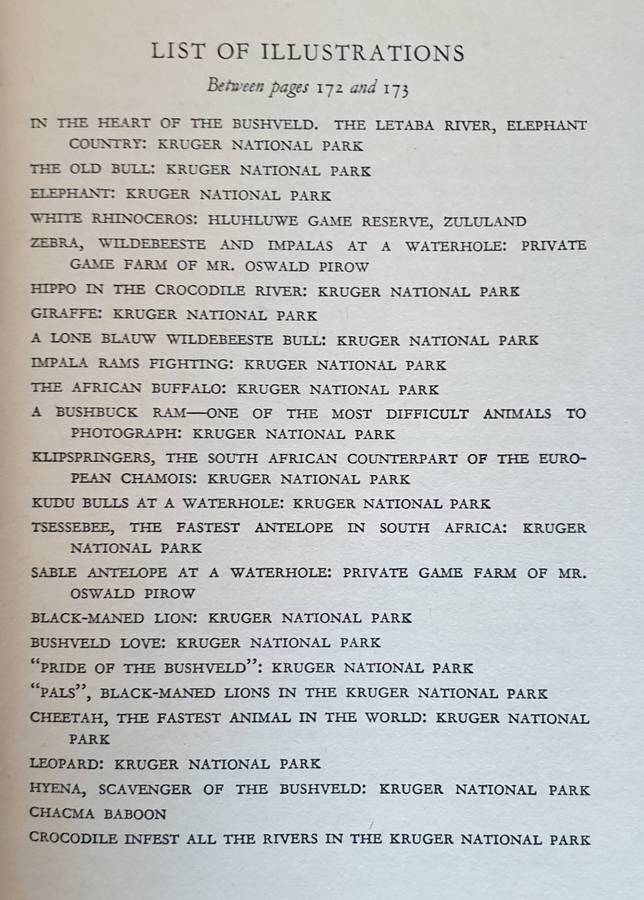 LIST OF ILLUSTRATIONS
Between pages 172 and 173
IN THE HEART OF THE BUSHVELD. THE LETABA RIVER, ELEPHANT
COUNTRY: KRUGER NATIONAL PARK
THE OLD BULL: KRUGER NATIONAL PARK
ELEPHANT: KRUGER NATIONAL PARK
WHITE RHINOCEROS: HLUHLUWE GAME RESERVE, ZULULAND
ZEBRA, WILDEBEESTE AND IMPALAS AT A WATERHOLE: PRIVATE
GAME FARM OF MR. OSWALD PIROW
HIPPO IN THE CROCODILE RIVER: KRUGER NATIONAL PARK
GIRAFFE: KRUGER NATIONAL PARK
A LONE BLAUW WILDEBEESTE BULL: KRUGER NATIONAL PARK
IMPALA RAMS FIGHTING: KRUGER NATIONAL PARK
THE AFRICAN BUFFALO: KRUGER NATIONAL PARK
A BUSHBUCK RAM—ONE OF THE MOST DIFFICULT ANIMALS TO
PHOTOGRAPH: KRUGER NATIONAL PARK
KLIPSPRINGERS, THE SOUTH AFRICAN COUNTERPART OF THE EURO-
PEAN CHAMOIS: KRUGER NATIONAL PARK
KUDU BULLS AT A WATERHOLE: KRUGER NATIONAL PARK
TSESSEBEE, THE FASTEST ANTELOPE IN SOUTH AFRICA: KRUGER
NATIONAL PARK
SABLE ANTELOPE AT A WATERHOLE: PRIVATE GAME FARM OF MR.
OSWALD PIROW
BLACK-MANED LION: KRUGER NATIONAL PARK
BUSHVELD LOVE: KRUGER NATIONAL PARK
“PRIDE OF THE BUSHVELD”: KRUGER NATIONAL PARK
“PALS”, BLACK-MANED LIONS IN THE KRUGER NATIONAL PARK
CHEETAH, THE FASTEST ANIMAL IN THE WORLD: KRUGER NATIONAL
PARK
LEOPARD: KRUGER NATIONAL PARK
HYENA, SCAVENGER OF THE BUSHVELD: KRUGER NATIONAL PARK
CHACMA BABOON
CROCODILE INFEST ALL THE RIVERS IN THE KRUGER NATIONAL PARK